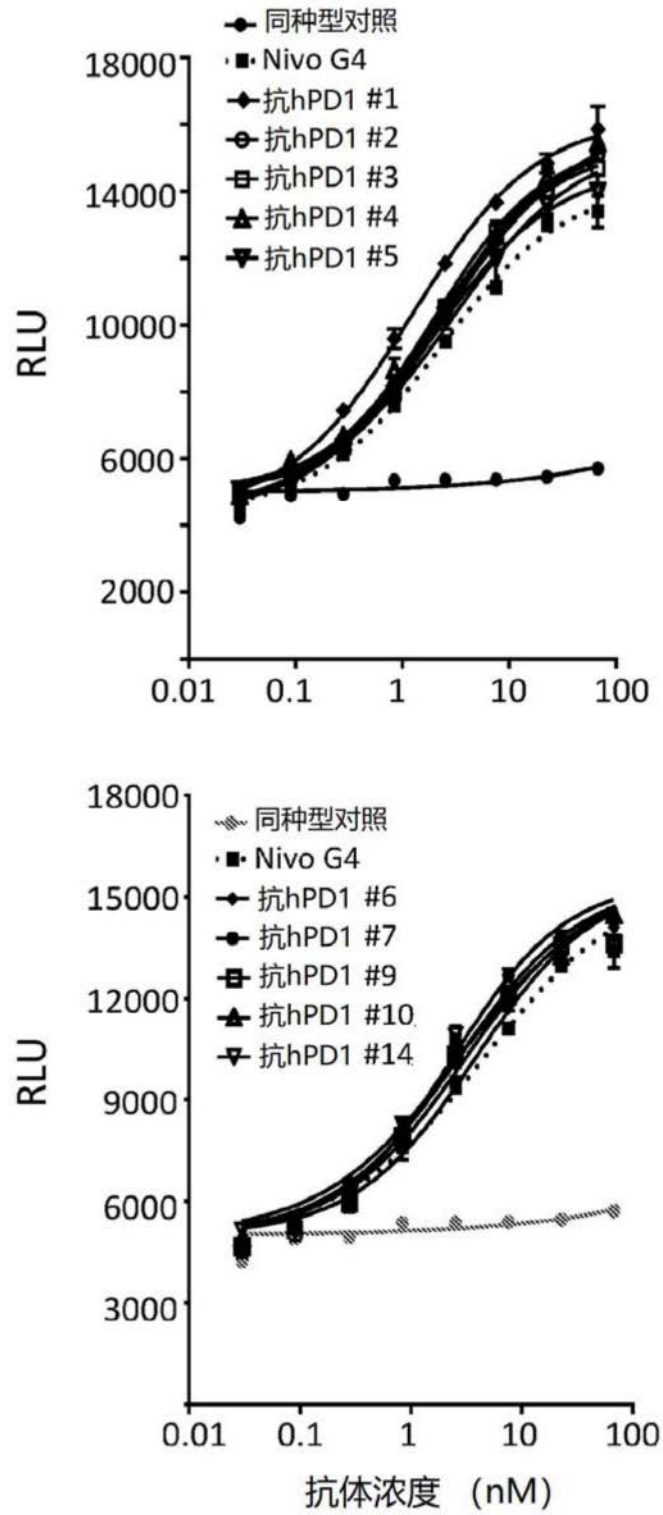 同种型对照
Nivo G4
抗hPD1 #1
抗hPD1 #2
抗hPD1 #3
抗hPD1 #4
抗hPD1 #5
18000
14000
10000
6000
2000
RLU
0.01 0.1 1 10 100
同种型对照
Nivo G4
抗hPD1 #6
抗hPD1 #7
抗hPD1 #9
抗hPD1 #10
抗hPD1 #14
18000
15000
12000
9000
6000
3000
RLU
0.01 0.1 1 10 100
抗体浓度 (nM)